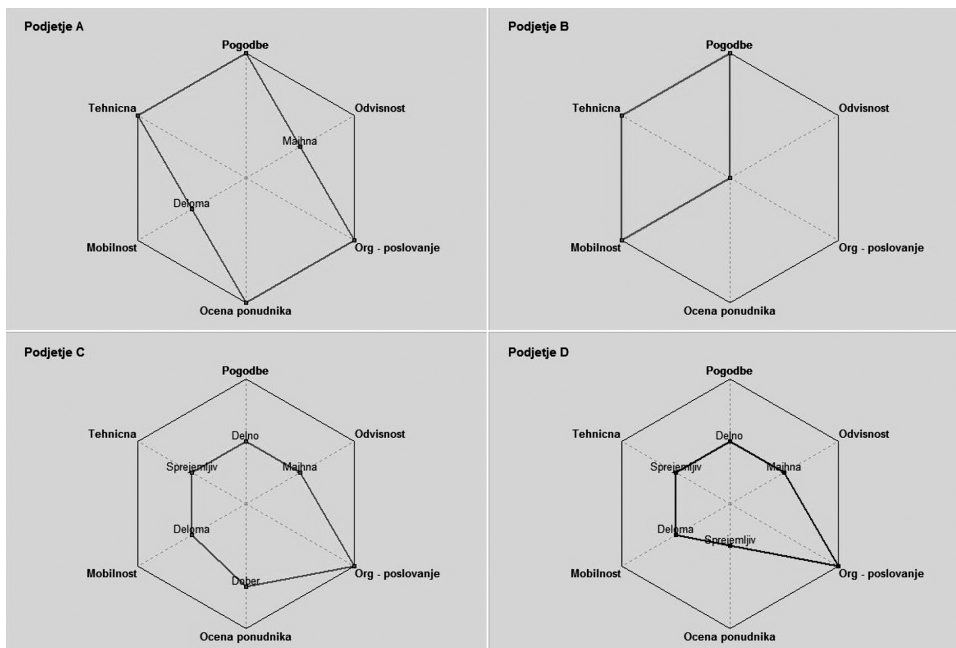 Podjetje A
Pogodbe
Tehnicna
Odvisnost
Majhna
Deloma
Mobilnost
Org - poslovanje
Ocena ponudnika
Podjetje B
Pogodbe
Tehnicna
Odvisnost
Mobilnost
Org - poslovanje
Ocena ponudnika
Podjetje C
Pogodbe
Tehnicna
Odvisnost
Delno
Sprejemljiv
Majhna
Deloma
Mobilnost
Org - poslovanje
Dober
Ocena ponudnika
Podjetje D
Pogodbe
Tehnicna
Odvisnost
Delno
Sprejemljiv
Majhna
Deloma
Sprejemljiv
Mobilnost
Org - poslovanje
Ocena ponudnika